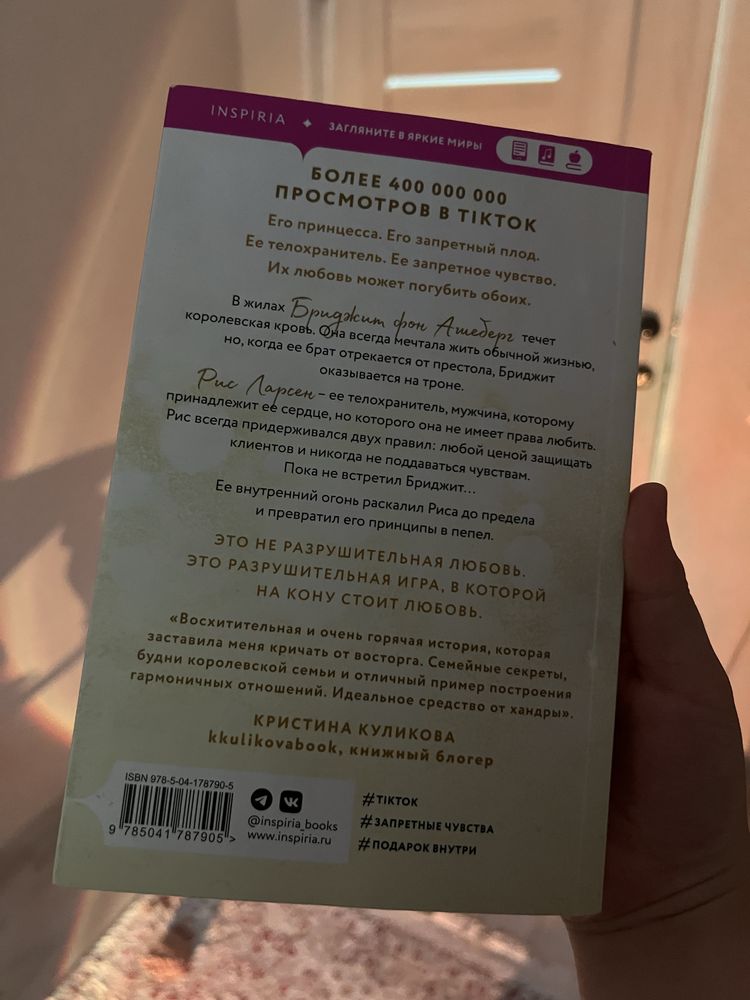 INSPIRIA ✦ ЗАГЛЯНИТЕ В ЯРКИЕ МИРЫ
БОЛЕЕ 400 000 000
ПРОСМОТРОВ В TIKTOK
Его принцесса. Его запретный плод.
Ее телохранитель. Ее запретное чувство.
Их любовь может погубить обоих.
В жилах Бриджит фон Ашеберг течет
королевская кровь. Она всегда мечтала жить обычной жизнью,
но, когда ее брат отрекается от престола, Бриджит
оказывается на троне.
Рис Ларсен – ее телохранитель, мужчина, которому
принадлежит ее сердце, но которого она не имеет права любить.
Рис всегда придерживался двух правил: любой ценой защищать
клиентов и никогда не поддаваться чувствам.
Пока не встретил Бриджит...
Ее внутренний огонь раскалил Риса до предела
и превратил его принципы в пепел.
ЭТО НЕ РАЗРУШИТЕЛЬНАЯ ЛЮБОВЬ.
ЭТО РАЗРУШИТЕЛЬНАЯ ИГРА, В КОТОРОЙ
НА КОНУ СТОИТ ЛЮБОВЬ.
«Восхитительная и очень горячая история, которая
заставила меня кричать от восторга. Семейные секреты,
будни королевской семьи и отличный пример построения
гармоничных отношений. Идеальное средство от хандры».
КРИСТИНА КУЛИКОВА
kkulikovabook, книжный блогер
ISBN 978-5-04-178790-5
9 785041 787905 >
@inspiria_books
www.inspiria.ru
#TIKTOK
#ЗАПРЕТНЫЕ ЧУВСТВА
#ПОДАРОК ВНУТРИ